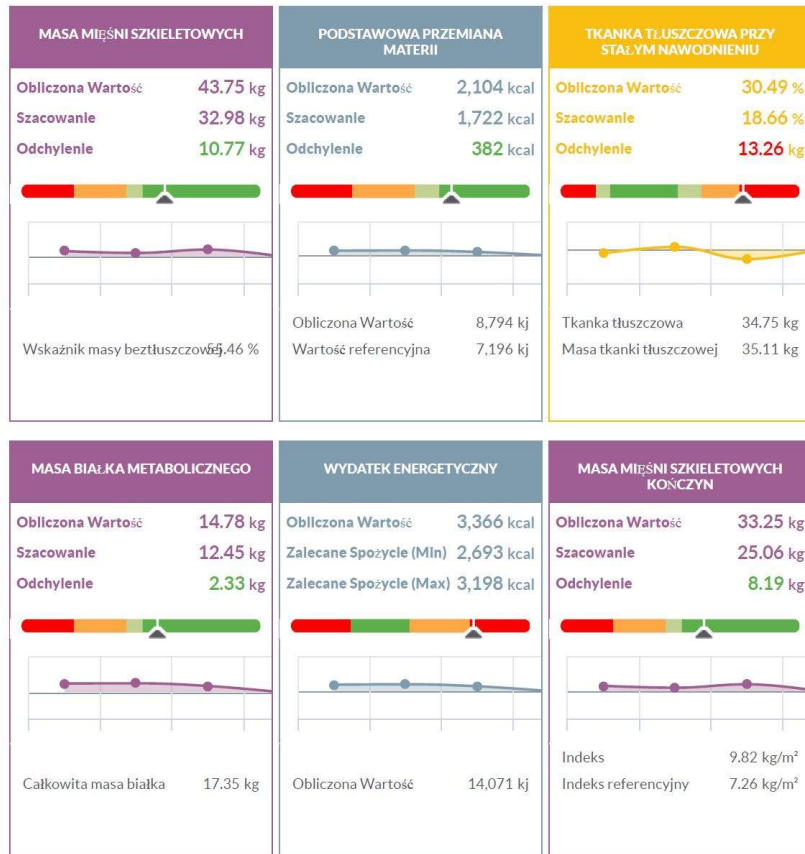 MASA MIĘŚNI SZKIELETOWYCH
Obliczona Wartość 43.75 kg
Szacowanie 32.98 kg
Odchylenie 10.77 kg
Wskaźnik masy beztłuszczowej 55.46 %
PODSTAWOWA PRZEMIANA
MATERII
Obliczona Wartość 2,104 kcal
Szacowanie 1,722 kcal
Odchylenie 382 kcal
Obliczona Wartość 8,794 kj
Wartość referencyjna 7,196 kj
TKANKA TŁUSZCZOWA PRZY
STAŁYM NAWODNIENIU
Obliczona Wartość 30.49 %
Szacowanie 18.66 %
Odchylenie 13.26 kg
Tkanka tłuszczowa 34.75 kg
Masa tkanki tłuszczowej 35.11 kg
MASA BIAŁKA METABOLICZNEGO
Obliczona Wartość 14.78 kg
Szacowanie 12.45 kg
Odchylenie 2.33 kg
Całkowita masa białka 17.35 kg
WYDATEK ENERGETYCZNY
Obliczona Wartość 3,366 kcal
Zalecane Spożycie (Min) 2,693 kcal
Zalecane Spożycie (Max) 3,198 kcal
Obliczona Wartość 14,071 kj
MASA MIĘŚNI SZKIELETOWYCH
KOŃCZYN
Obliczona Wartość 33.25 kg
Szacowanie 25.06 kg
Odchylenie 8.19 kg
Indeks 9.82 kg/m²
Indeks referencyjny 7.26 kg/m²